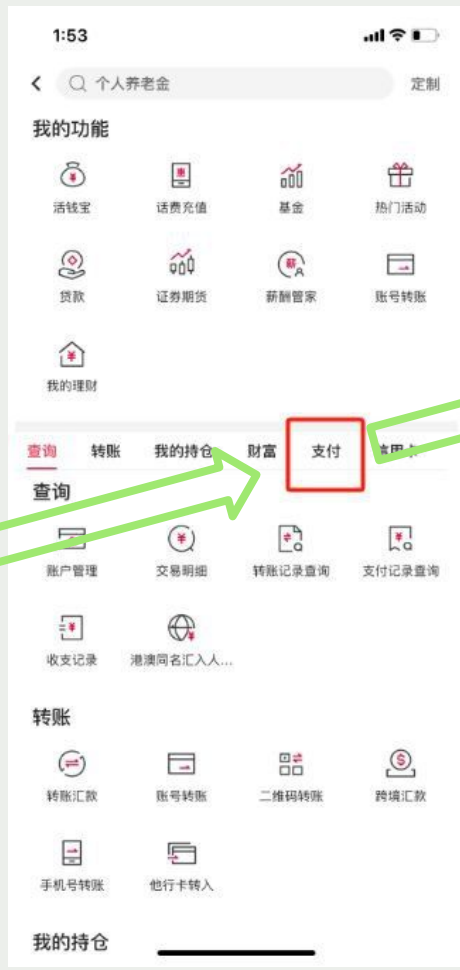 1:53
个人养老金 定制
我的功能
活钱宝 话费充值 基金 热门活动
贷款 证券期货 薪酬管家 账号转账
我的理财
查询 转账 我的持仓 财富 支付 信用卡
查询
账户管理 交易明细 转账记录查询 支付记录查询
收支记录 港澳同名汇入人...
转账
转账汇款 账号转账 二维码转账 跨境汇款
手机号转账 他行卡转入
我的持仓